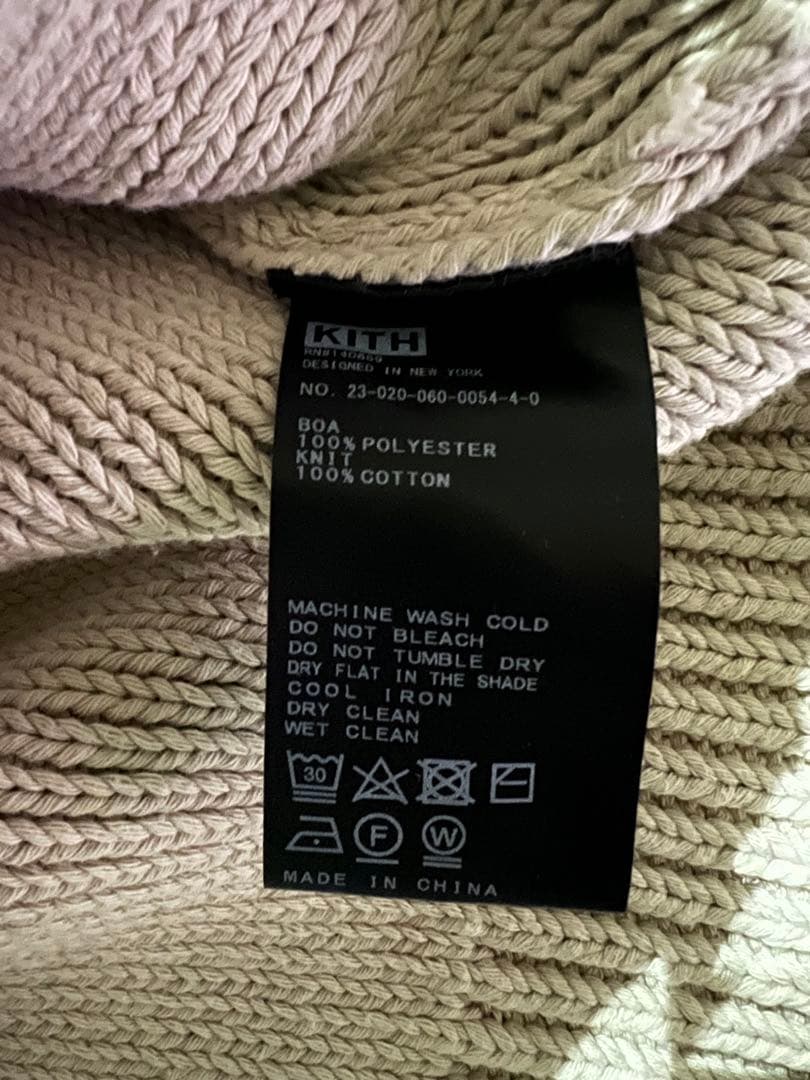 KITH
RN#140669
DESIGNED IN NEW YORK
NO. 23-020-060-0054-4-0
BOA
100% POLYESTER
KNIT
100% COTTON
MACHINE WASH COLD
DO NOT BLEACH
DO NOT TUMBLE DRY
DRY FLAT IN THE SHADE
COOL IRON
DRY CLEAN
WET CLEAN
30
F W
MADE IN CHINA